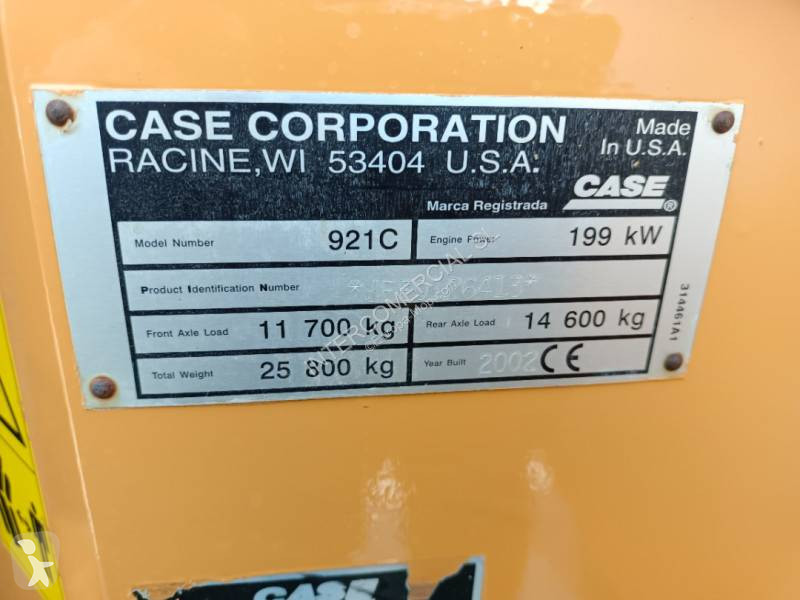 CASE CORPORATION
RACINE, WI 53404 U.S.A.
Made
In U.S.A.
Marca Registrada CASE ®
Model Number 921C Engine Power 199 kW
Product Identification Number
Front Axle Load 11 700 kg Rear Axle Load 14 600 kg
Total Weight 25 800 kg Year Built 2002 CE
314461A1
INTERCOMERCIAL
CASE